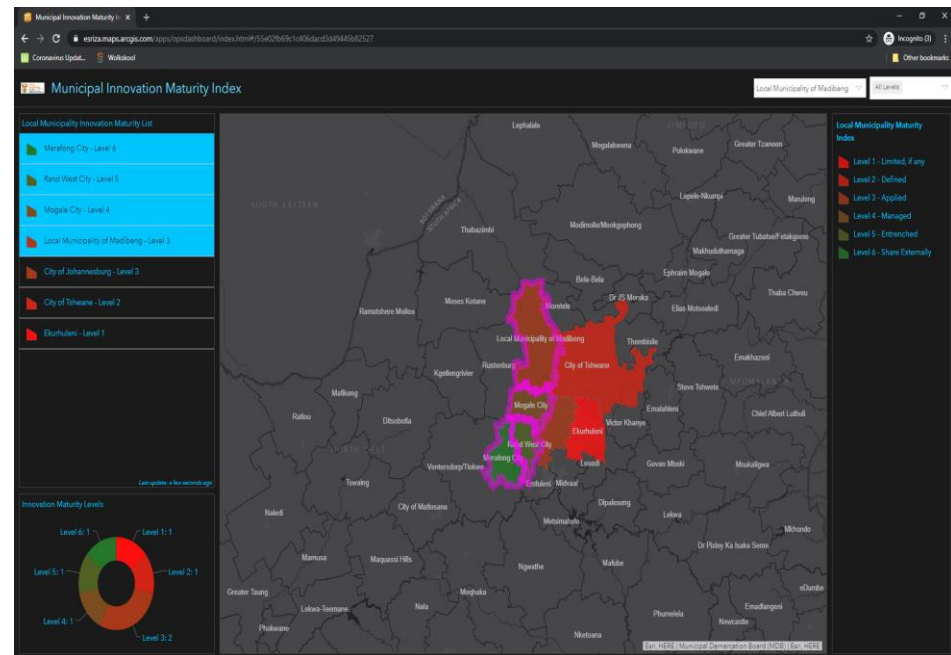 Municipal Innovation Maturity In
esriza.maps.arcgis.com/apps/opsdashboard/index.html#/55e02fb69c1c406dacd3d49445b82527
Incognito (3)
Coronavirus Updat...
Wolkskool
Other bookmarks
Municipal Innovation Maturity Index
Local Municipality of Madibeng
All Levels
Local Municipality Innovation Maturity List
Merafong City - Level 6
Rand West City - Level 5
Mogale City - Level 4
Local Municipality of Madibeng - Level 3
City of Johannesburg - Level 3
City of Tshwane - Level 2
Ekurhuleni - Level 1
Last update: a few seconds ago
Innovation Maturity Levels
Level 6: 1
Level 1: 1
Level 5: 1
Level 2: 1
Level 4: 1
Level 3: 2
Lephalale
LIMPOPO
Mogalakwena
Polokwane
Greater Tzaneen
SOUTH EASTERN
BOTSWANA
SOUTH AFRICA
Lepele-Nkumpi
Maruleng
Thabazimbi
Modimolle/Mookgophong
Greater Tubatse/Fetakgomo
Makhuduthamaga
Bela-Bela
Ephraim Mogale
Moses Kotane
Moretele
Dr JS Moroka
Elias Motsoaledi
Thaba Chweu
Ramotshere Moiloa
Local Municipality of Madibeng
Thembisile
Rustenburg
City of Tshwane
Emakhazeni
Kgetlengrivier
Steve Tshwete
MPUMALANGA
Mafikeng
Mogale City
Emalahleni
Chief Albert Luthuli
Ratlou
Ditsobotla
Ekurhuleni
Victor Khanye
NORTH WEST
Rand West City
Merafong City
Ventersdorp/Tlokwe
Lesedi
Govan Mbeki
Msukaligwa
Tswaing
Emfuleni
Midvaal
City of Matlosana
Dipaleseng
Naledi
Metsimaholo
Lekwa
Mkhondo
Dr Pixley Ka Isaka Seme
Mamusa
Maquassi Hills
Ngwathe
Mafube
Greater Taung
Moqhaka
eDumbe
Lekwa-Teemane
Nala
Phumelela
Emadlangeni
Phokwane
Newcastle
Nketoana
Esri, HERE | Municipal Demarcation Board (MDB) | Esri, HERE
Local Municipality Maturity
Index
Level 1 - Limited, if any
Level 2 - Defined
Level 3 - Applied
Level 4 - Managed
Level 5 - Entrenched
Level 6 - Share Externally